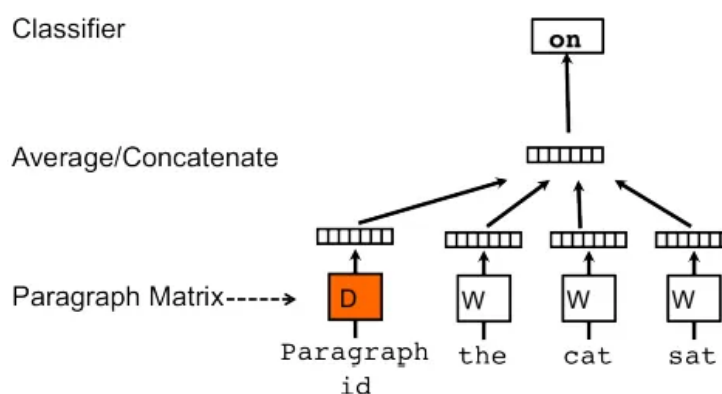 Classifier
on
Average/Concatenate
Paragraph Matrix
D
W
W
W
Paragraph id
the
cat
sat